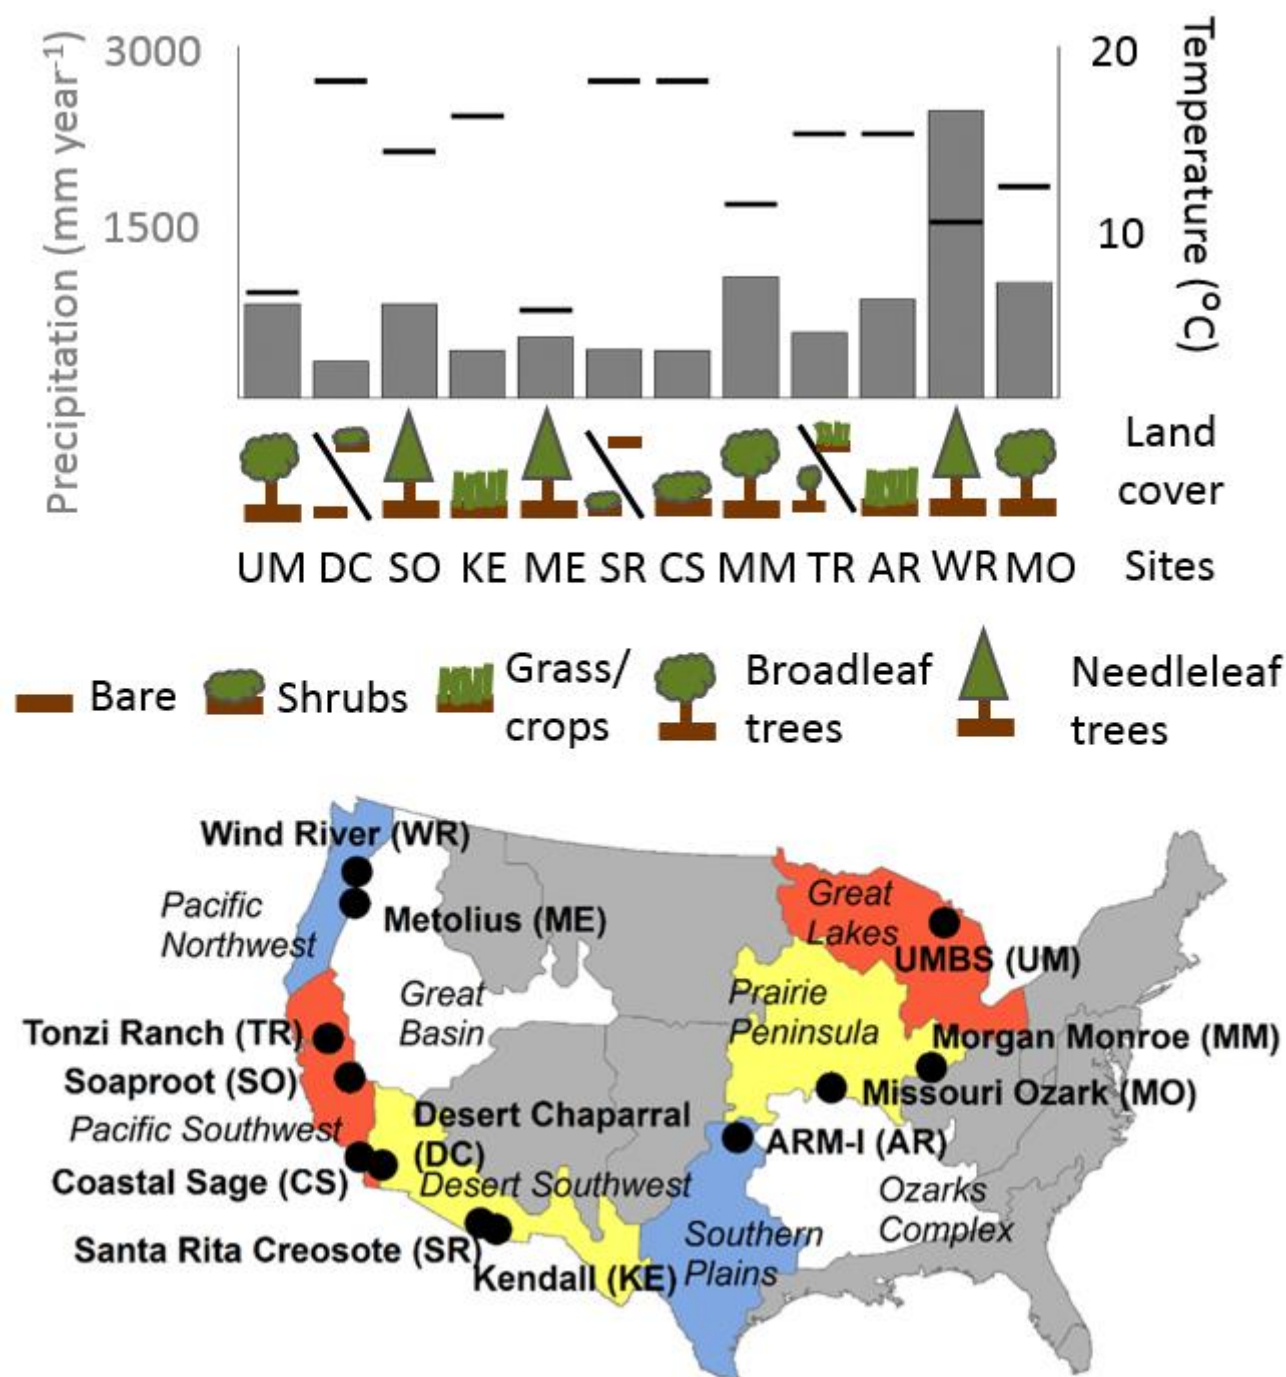 Precipitation (mm year-1)
3000
1500
20
10
Temperature (°C)
Land
cover
UM DC SO KE ME SR CS MM TR AR WR MO Sites
Bare
Shrubs
Grass/
crops
Broadleaf
trees
Needleleaf
trees
Wind River (WR)
Pacific
Northwest
Metolius (ME)
Great
Lakes
UMBS (UM)
Great
Basin
Prairie
Peninsula
Tonzi Ranch (TR)
Morgan Monroe (MM)
Soaproot (SO)
Missouri Ozark (MO)
Pacific Southwest
Desert Chaparral
(DC)
ARM-I (AR)
Coastal Sage (CS)
Desert Southwest
Ozarks
Complex
Santa Rita Creosote (SR)
Southern
Plains
Kendall (KE)